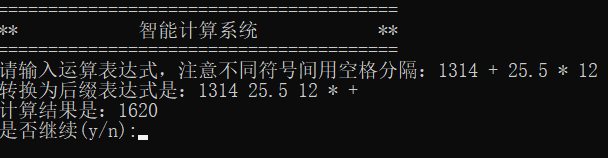 ========================================
**          智能计算系统          **
========================================
请输入运算表达式，注意不同符号间用空格分隔：1314 + 25.5 * 12
转换为后缀表达式是：1314 25.5 12 * +
计算结果是：1620
是否继续(y/n):